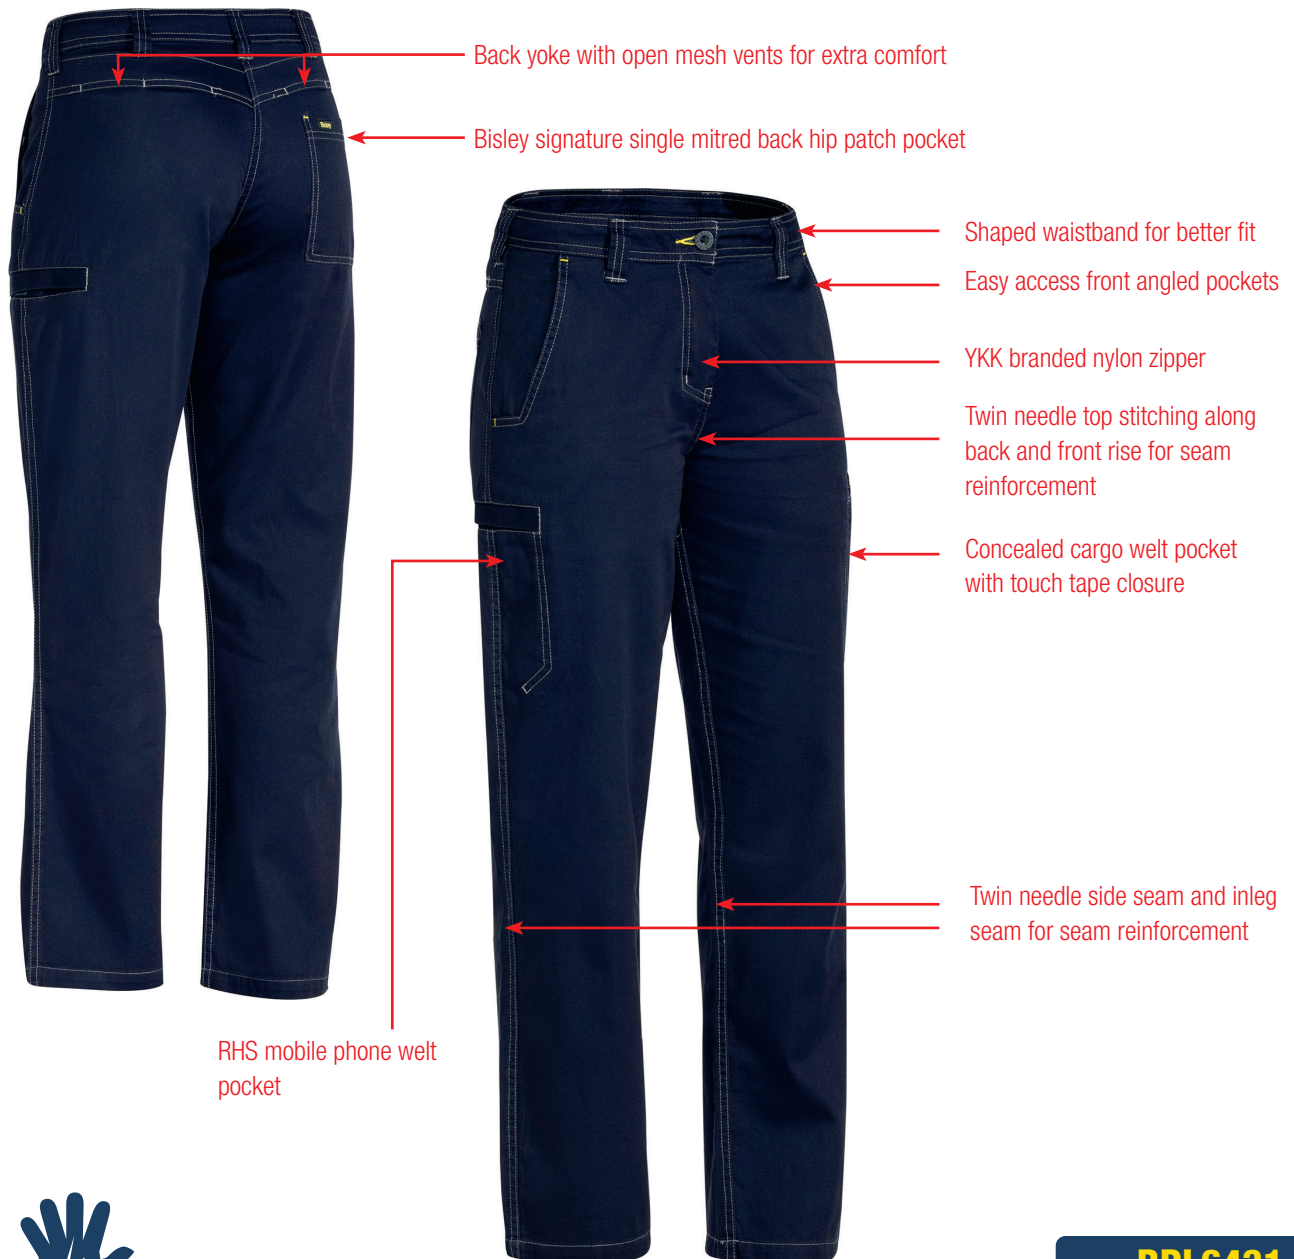 Back yoke with open mesh vents for extra comfort
Bisley signature single mitred back hip patch pocket
Shaped waistband for better fit
Easy access front angled pockets
YKK branded nylon zipper
Twin needle top stitching along
back and front rise for seam
reinforcement
Concealed cargo welt pocket
with touch tape closure
Twin needle side seam and inleg
seam for seam reinforcement
RHS mobile phone welt
pocket